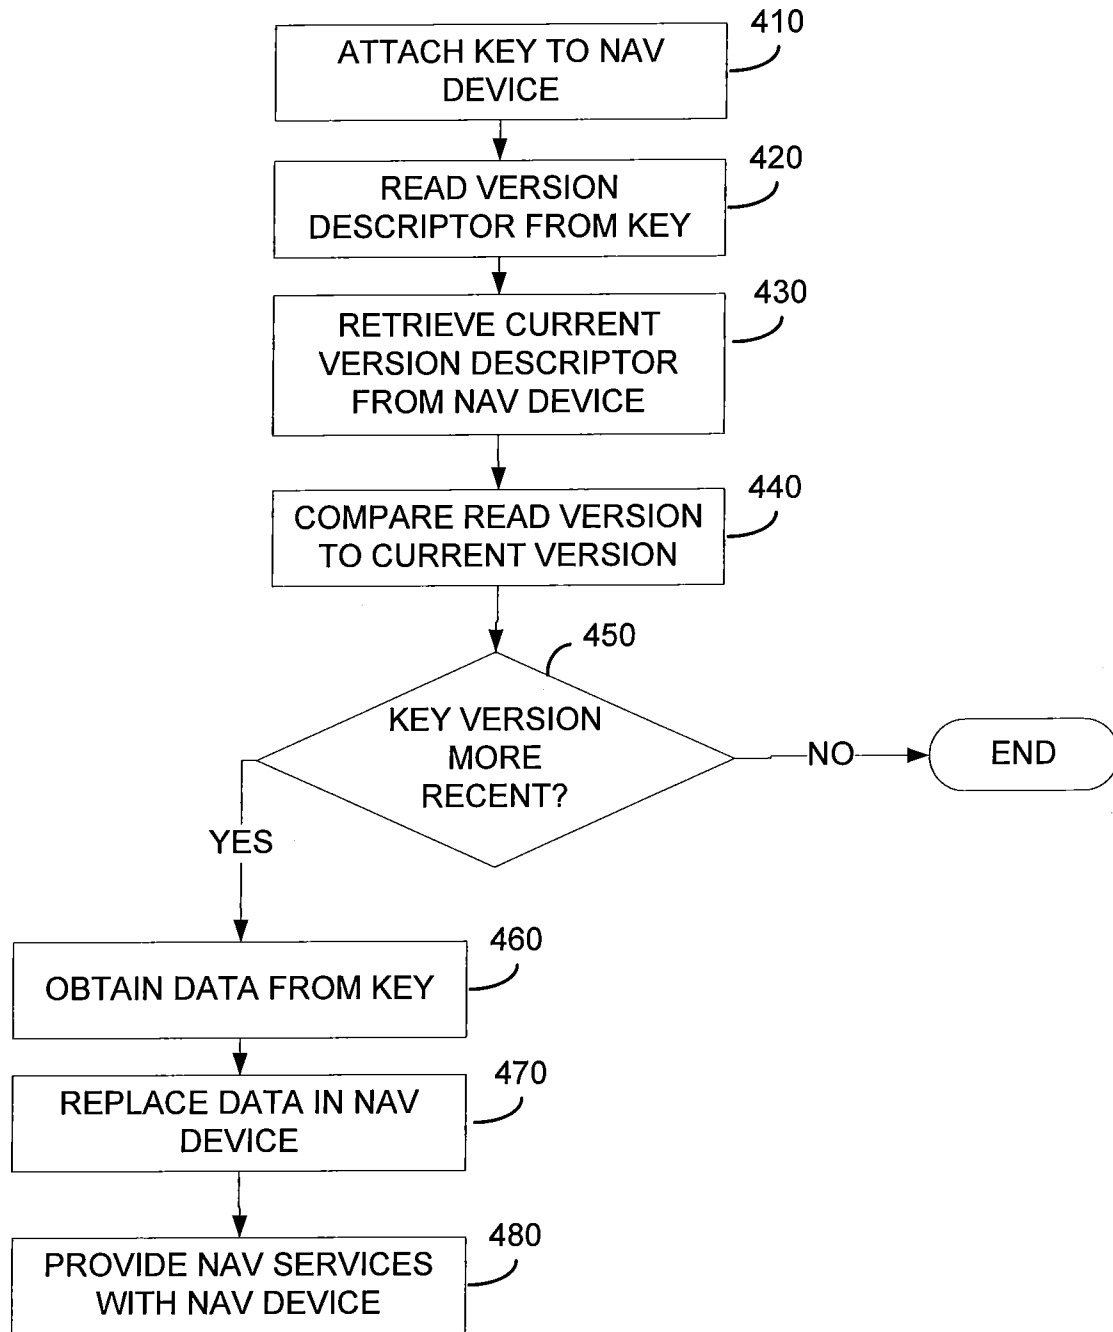 410
ATTACH KEY TO NAV
DEVICE
420
READ VERSION
DESCRIPTOR FROM KEY
430
RETRIEVE CURRENT
VERSION DESCRIPTOR
FROM NAV DEVICE
440
COMPARE READ VERSION
TO CURRENT VERSION
450
KEY VERSION
MORE
RECENT?
NO
END
YES
460
OBTAIN DATA FROM KEY
470
REPLACE DATA IN NAV
DEVICE
480
PROVIDE NAV SERVICES
WITH NAV DEVICE